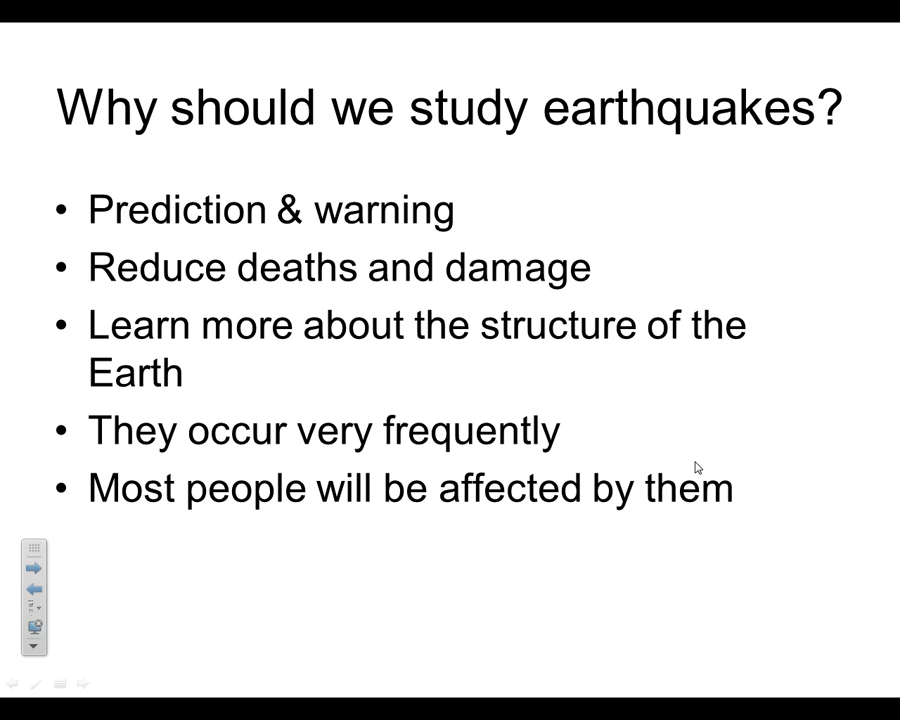 Why should we study earthquakes?
• Prediction & warning
• Reduce deaths and damage
• Learn more about the structure of the
Earth
• They occur very frequently
• Most people will be affected by them